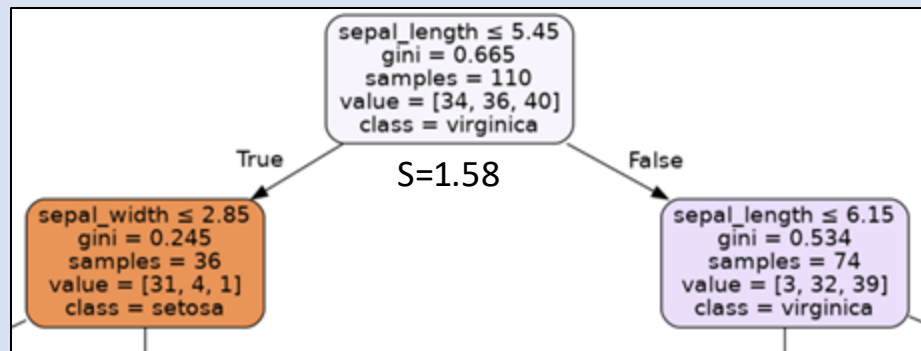 sepal_length ≤ 5.45
gini = 0.665
samples = 110
value = [34, 36, 40]
class = virginica
True
False
S=1.58
sepal_width ≤ 2.85
gini = 0.245
samples = 36
value = [31, 4, 1]
class = setosa
sepal_length ≤ 6.15
gini = 0.534
samples = 74
value = [3, 32, 39]
class = virginica